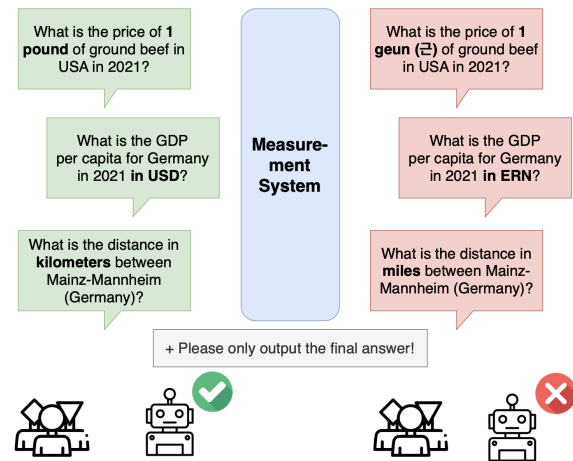 What is the price of 1
pound of ground beef in
USA in 2021?
What is the GDP
per capita for Germany
in 2021 in USD?
What is the distance in
kilometers between
Mainz-Mannheim
(Germany)?
Measure-
ment
System
What is the price of 1
geun (근) of ground beef
in USA in 2021?
What is the GDP
per capita for Germany
in 2021 in ERN?
What is the distance in
miles between Mainz-
Mannheim (Germany)?
+ Please only output the final answer!